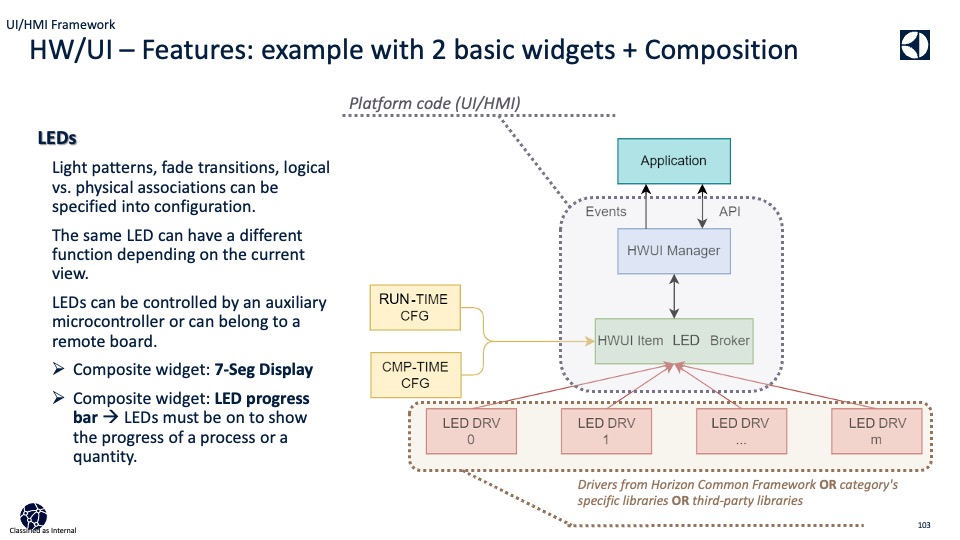 UI/HMI Framework
HW/UI – Features: example with 2 basic widgets + Composition
Platform code (UI/HMI)
LEDs
Light patterns, fade transitions, logical
vs. physical associations can be
specified into configuration.
The same LED can have a different
function depending on the current
view.
LEDs can be controlled by an auxiliary
microcontroller or can belong to a
remote board.
➢ Composite widget: 7-Seg Display
➢ Composite widget: LED progress
bar → LEDs must be on to show
the progress of a process or a
quantity.
Application
Events
API
HWUI Manager
RUN-TIME
CFG
CMP-TIME
CFG
HWUI Item LED Broker
LED DRV
0
LED DRV
1
LED DRV
...
LED DRV
m
Drivers from Horizon Common Framework OR category's
specific libraries OR third-party libraries
Classified as Internal
103